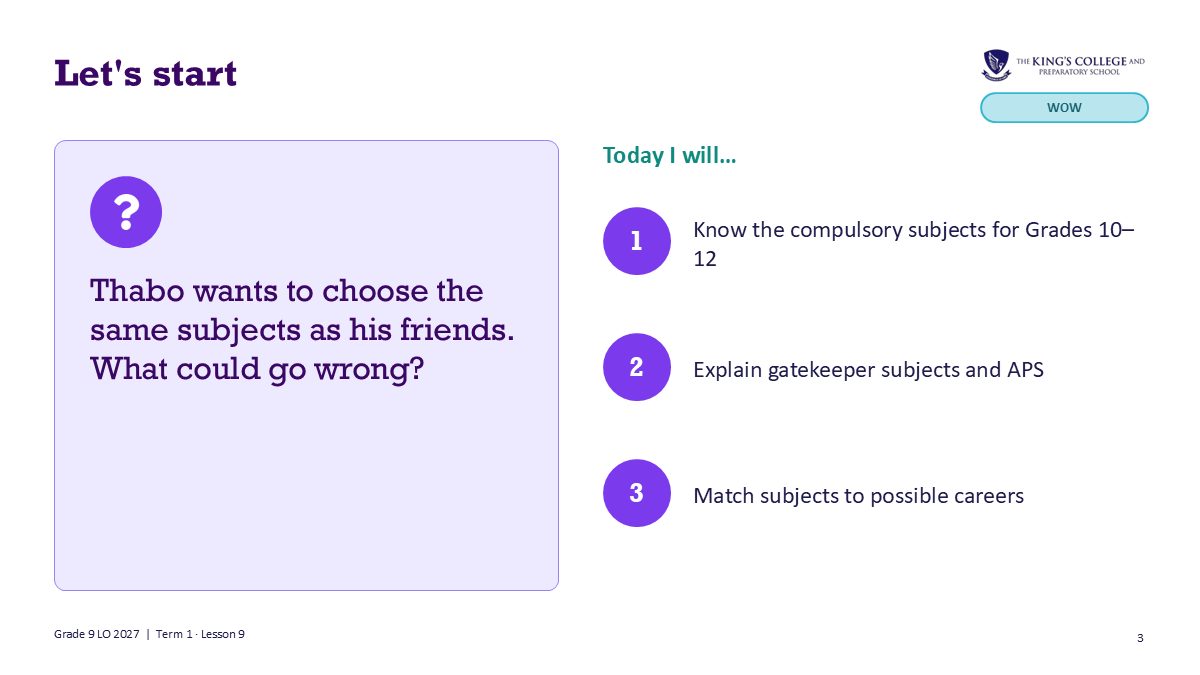 Let's start
THE KING'S COLLEGE AND
PREPARATORY SCHOOL
WOW
?
Thabo wants to choose the
same subjects as his friends.
What could go wrong?
Today I will…
1
Know the compulsory subjects for Grades 10–
12
2
Explain gatekeeper subjects and APS
3
Match subjects to possible careers
Grade 9 LO 2027 | Term 1 · Lesson 9
3